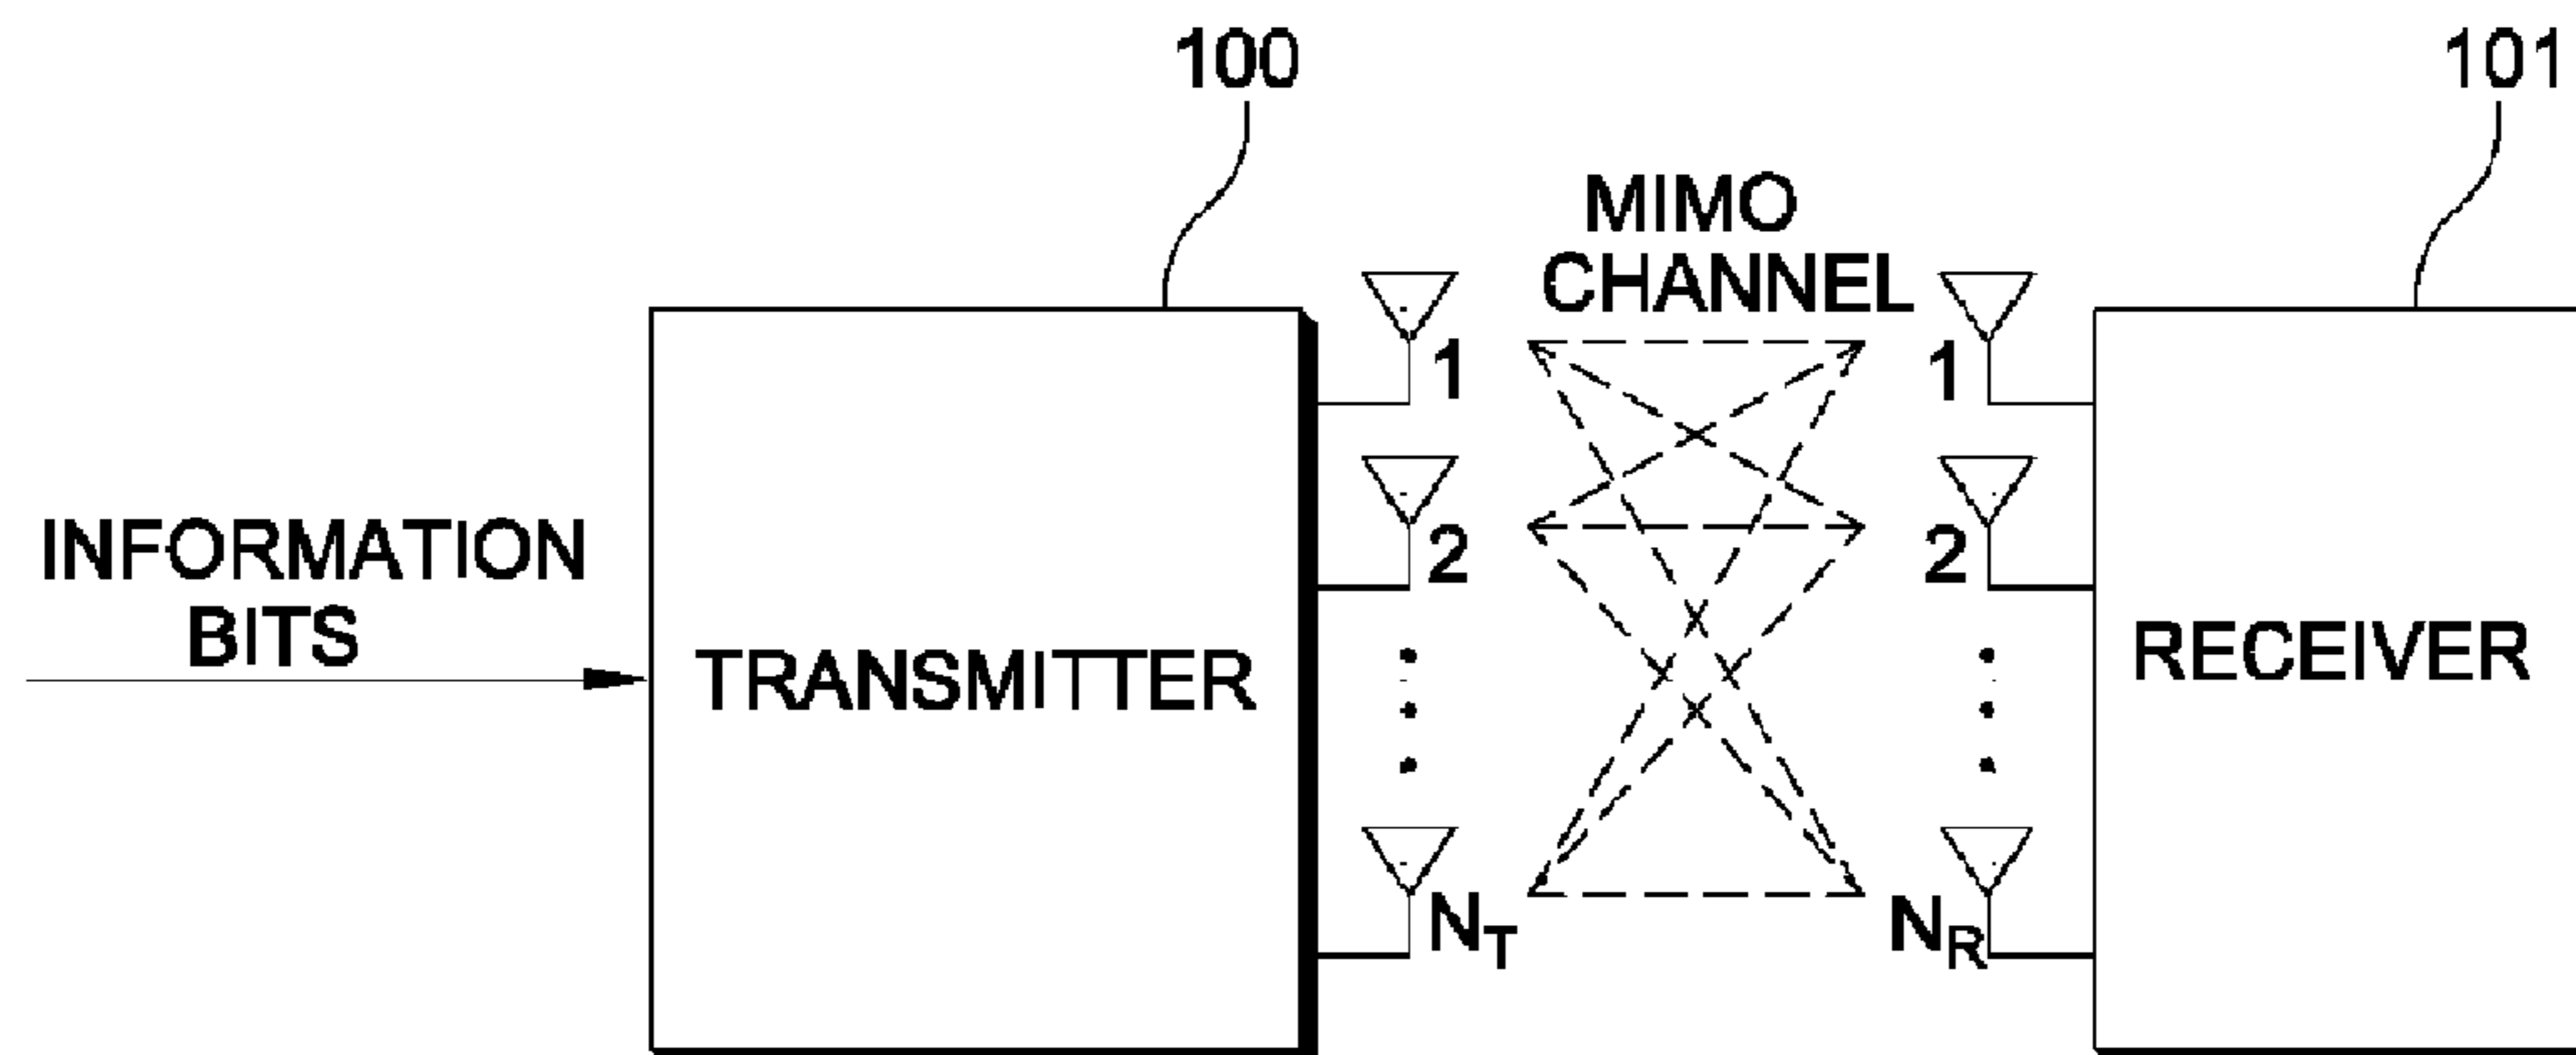 100
101
MIMO
CHANNEL
1
1
2
2
INFORMATION
BITS
TRANSMITTER
RECEIVER
N_T
N_R